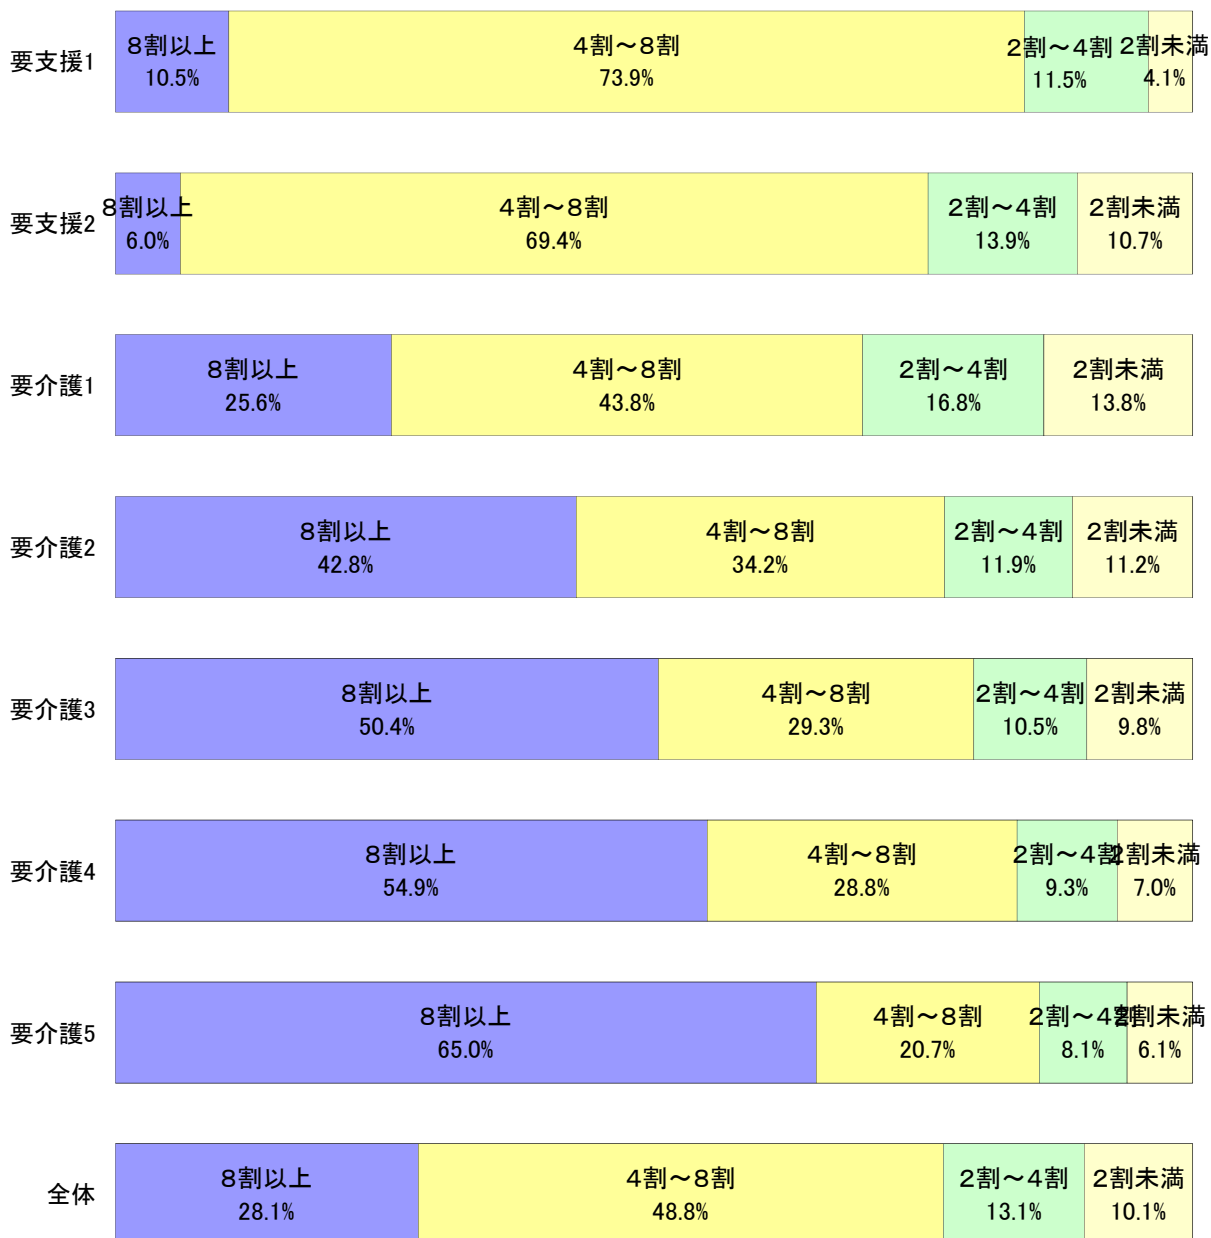 要支援1
8割以上
10.5%
4割～8割
73.9%
2割～4割
11.5%
2割未満
4.1%
要支援2
8割以上
6.0%
4割～8割
69.4%
2割～4割
13.9%
2割未満
10.7%
要介護1
8割以上
25.6%
4割～8割
43.8%
2割～4割
16.8%
2割未満
13.8%
要介護2
8割以上
42.8%
4割～8割
34.2%
2割～4割
11.9%
2割未満
11.2%
要介護3
8割以上
50.4%
4割～8割
29.3%
2割～4割
10.5%
2割未満
9.8%
要介護4
8割以上
54.9%
4割～8割
28.8%
2割～4割
9.3%
2割未満
7.0%
要介護5
8割以上
65.0%
4割～8割
20.7%
2割～4割
8.1%
2割未満
6.1%
全体
8割以上
28.1%
4割～8割
48.8%
2割～4割
13.1%
2割未満
10.1%